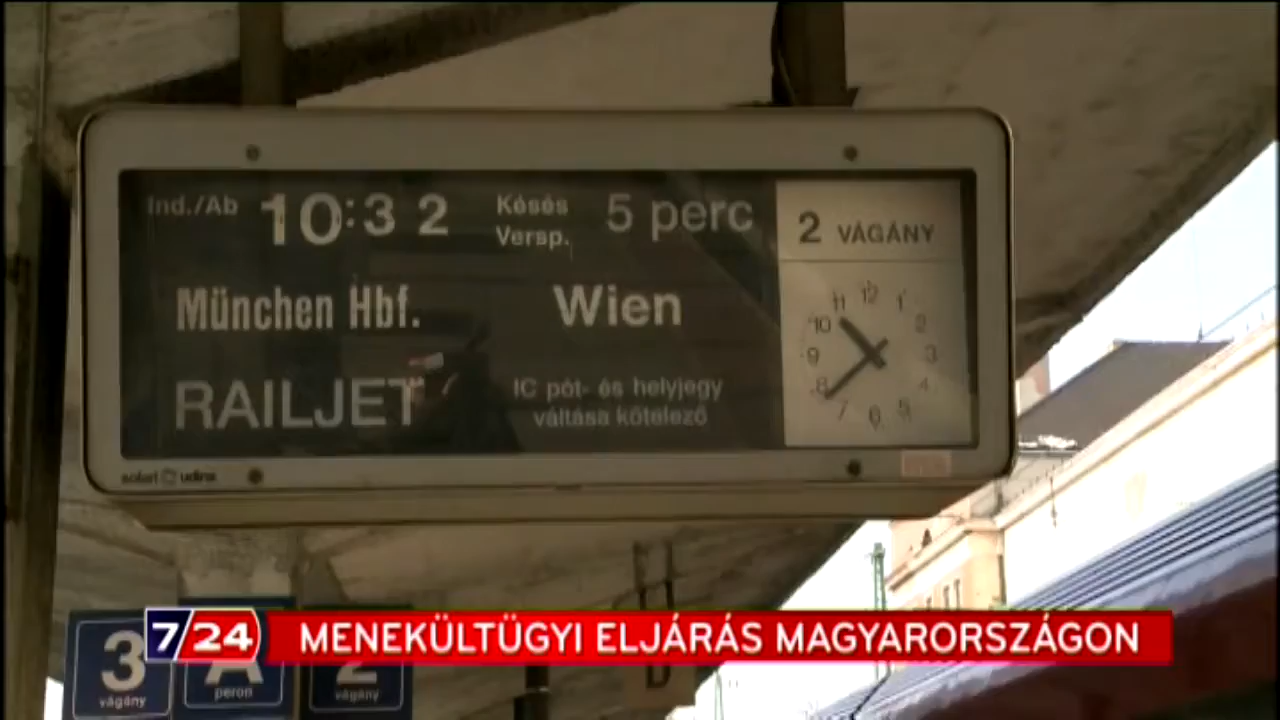 Ind./Ab 10:32 Késés 5 perc
Versp.
2 VÁGÁNY
München Hbf. Wien
RAILJET IC pót- és helyjegy
váltása kötelező
11 12 1
10 2
9 3
8 4
7 6 5
solari udine
3 A 2
vágány peron vágány
D
7/24 MENEKÜLTÜGYI ELJÁRÁS MAGYARORSZÁGON